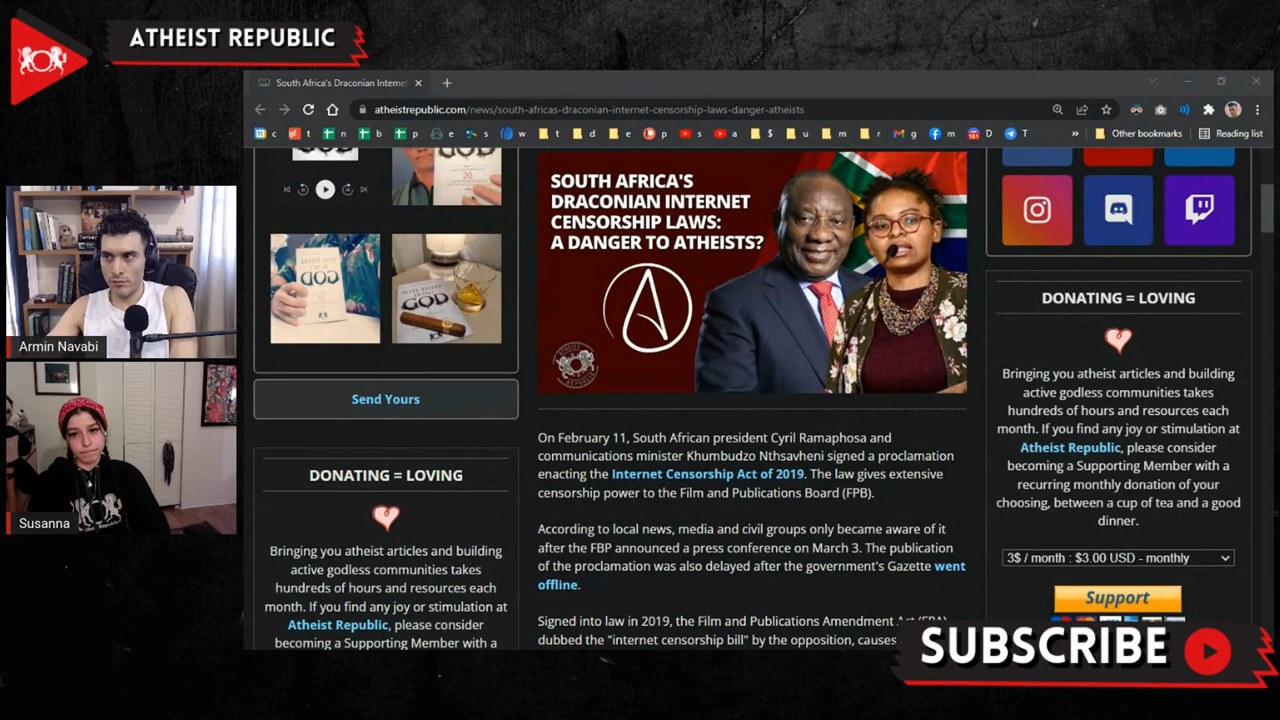 ATHEIST REPUBLIC
South Africa's Draconian Interne
atheistrepublic.com/news/south-africas-draconian-internet-censorship-laws-danger-atheists
c t n b p e s w t d e p s a $ u m r g m D T » Other bookmarks Reading list
GOD
GOD
GOD
Send Yours
DONATING = LOVING
Bringing you atheist articles and building
active godless communities takes
hundreds of hours and resources each
month. If you find any joy or stimulation at
Atheist Republic, please consider
becoming a Supporting Member with a
SOUTH AFRICA'S
DRACONIAN INTERNET
CENSORSHIP LAWS:
A DANGER TO ATHEISTS?
On February 11, South African president Cyril Ramaphosa and
communications minister Khumbudzo Nthsavheni signed a proclamation
enacting the Internet Censorship Act of 2019. The law gives extensive
censorship power to the Film and Publications Board (FPB).
According to local news, media and civil groups only became aware of it
after the FBP announced a press conference on March 3. The publication
of the proclamation was also delayed after the government's Gazette went
offline.
Signed into law in 2019, the Film and Publications Amendment
dubbed the "internet censorship bill" by the opposition, causes
DONATING = LOVING
Bringing you atheist articles and building
active godless communities takes
hundreds of hours and resources each
month. If you find any joy or stimulation at
Atheist Republic, please consider
becoming a Supporting Member with a
recurring monthly donation of your
choosing, between a cup of tea and a good
dinner.
3$ / month : $3.00 USD - monthly
Support
Armin Navabi
Susanna
SUBSCRIBE